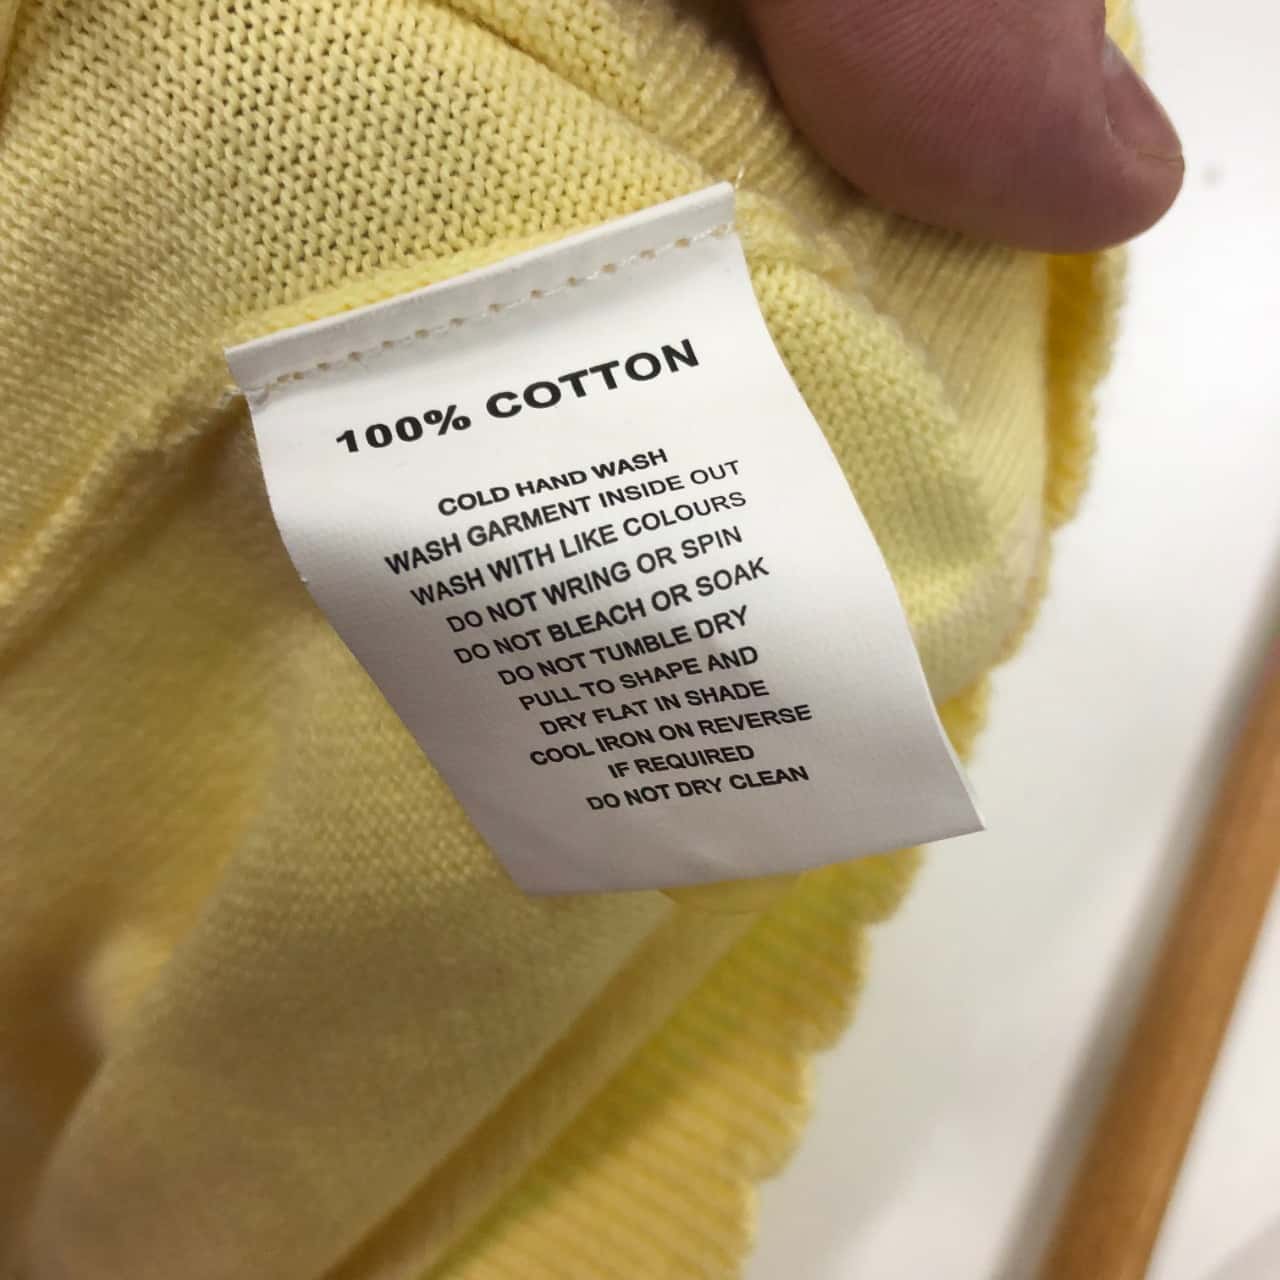 100% COTTON
COLD HAND WASH
WASH GARMENT INSIDE OUT
WASH WITH LIKE COLOURS
DO NOT WRING OR SPIN
DO NOT BLEACH OR SOAK
DO NOT TUMBLE DRY
PULL TO SHAPE AND
DRY FLAT IN SHADE
COOL IRON ON REVERSE
IF REQUIRED
DO NOT DRY CLEAN